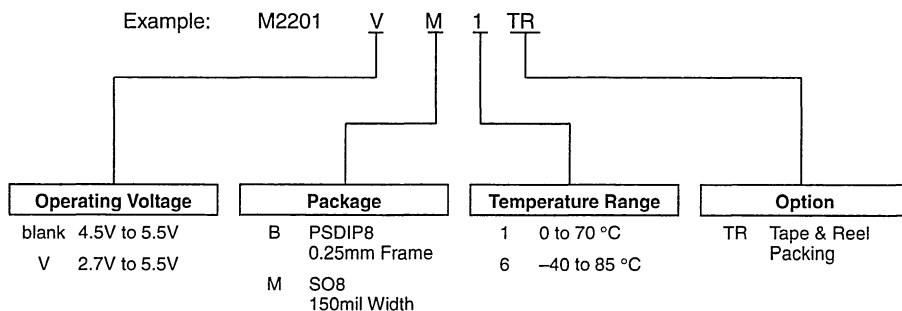 Example: M2201 V M 1 TR
Operating Voltage
blank 4.5V to 5.5V
V 2.7V to 5.5V
Package
B PSDIP8
0.25mm Frame
M SO8
150mil Width
Temperature Range
1 0 to 70 °C
6 –40 to 85 °C
Option
TR Tape & Reel
Packing